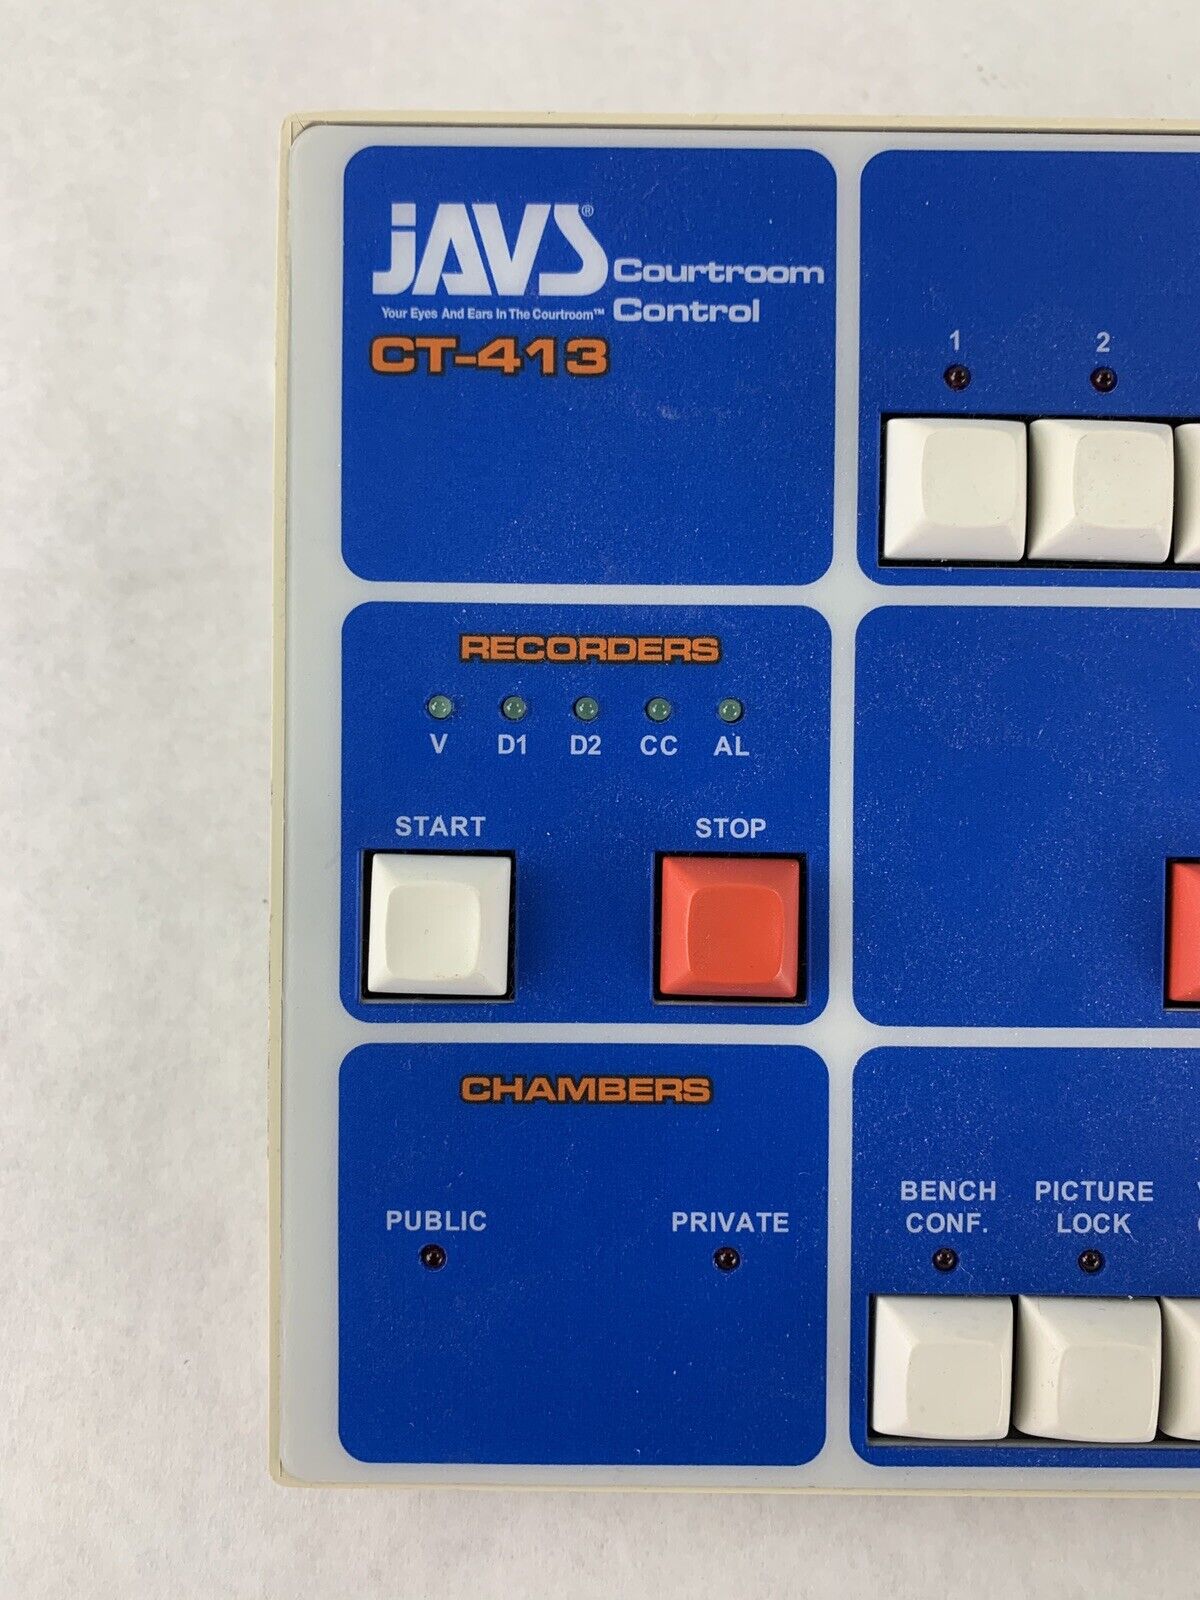 JAVS®
Your Eyes And Ears In The Courtroom™
Courtroom
Control
CT-413
1 2
RECORDERS
V D1 D2 CC AL
START STOP
CHAMBERS
PUBLIC PRIVATE
BENCH
CONF.
PICTURE
LOCK